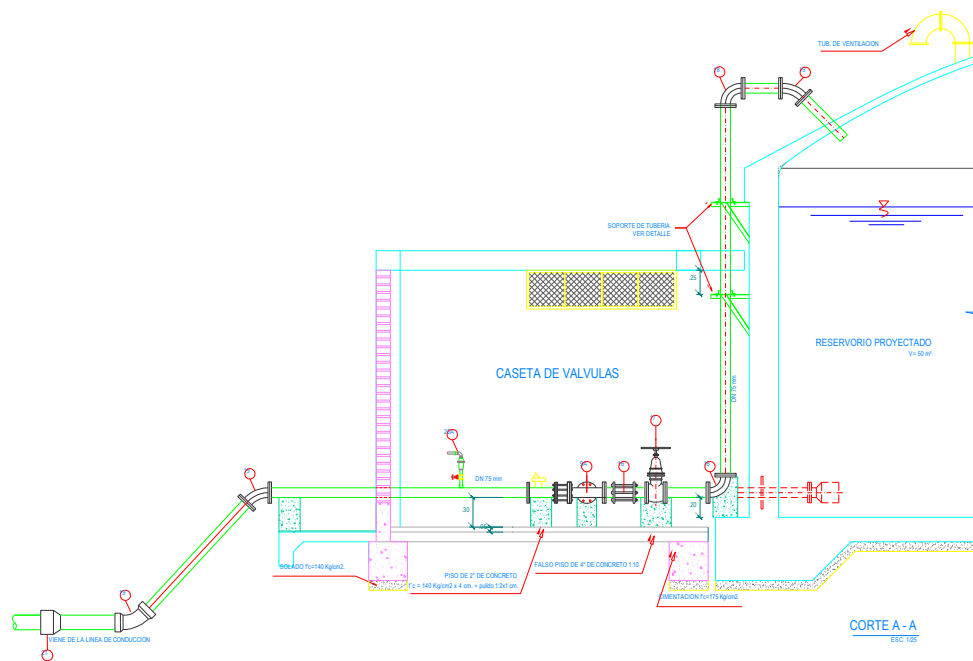 TUB. DE VENTILACION
SOPORTE DE TUBERIA
VER DETALLE
.25
RESERVORIO PROYECTADO
V= 50 m³
CASETA DE VALVULAS
DN 75 mm
DN 75 mm
.30
.20
SOLADO f'c=140 Kg/cm2.
PISO DE 2" DE CONCRETO
f'c = 140 Kg/cm2 x 4 cm. + pulido 1:2x1 cm.
FALSO PISO DE 4" DE CONCRETO 1:10
CIMENTACION f'c=175 Kg/cm2.
VIENE DE LA LINEA DE CONDUCCION
CORTE A - A
ESC. 1/25